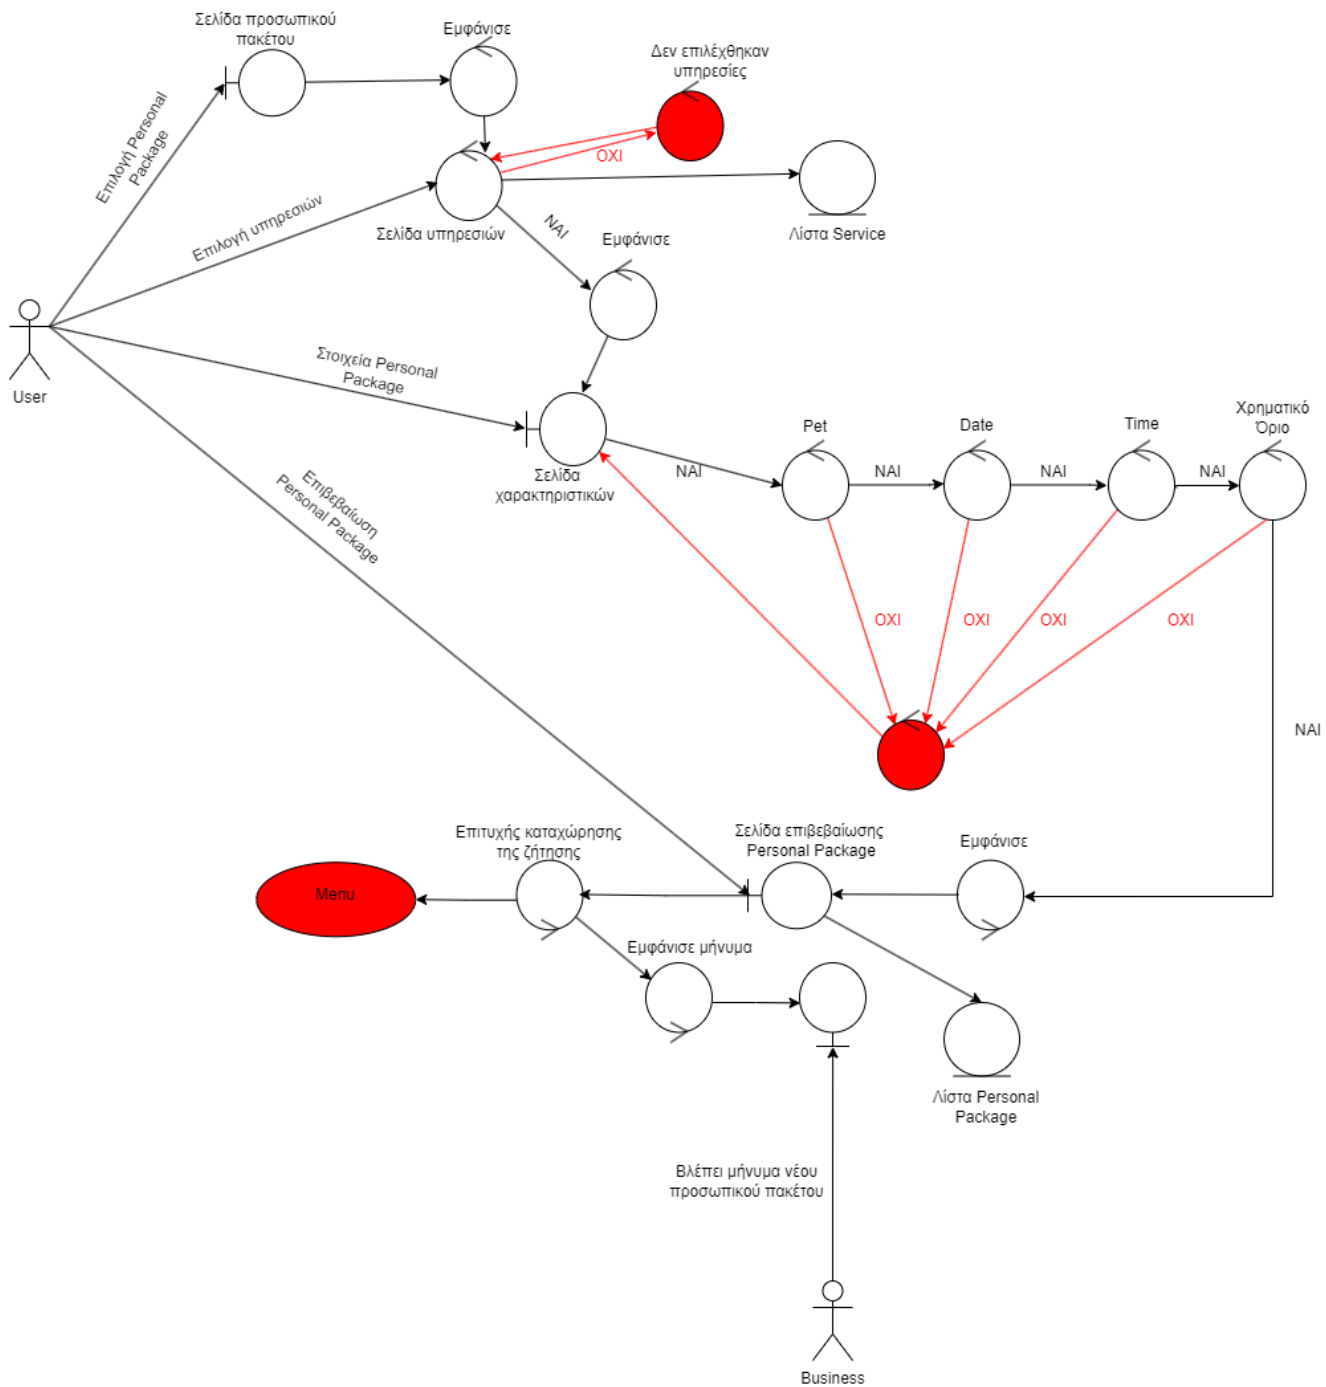 Σελίδα προσωπικού
πακέτου
Εμφάνισε
Δεν επιλέχθηκαν
υπηρεσίες
Επιλογή Personal
Package
ΟΧΙ
Επιλογή υπηρεσιών
Σελίδα υπηρεσιών
ΝΑΙ
Λίστα Service
Εμφάνισε
User
Στοιχεία Personal
Package
Σελίδα
χαρακτηριστικών
ΝΑΙ
Pet
ΝΑΙ
Date
ΝΑΙ
Time
ΝΑΙ
Χρηματικό
Όριο
Επιβεβαίωση
Personal Package
ΟΧΙ
ΟΧΙ
ΟΧΙ
ΟΧΙ
ΝΑΙ
Επιτυχής καταχώρησης
της ζήτησης
Σελίδα επιβεβαίωσης
Personal Package
Εμφάνισε
Menu
Εμφάνισε μήνυμα
Λίστα Personal
Package
Βλέπει μήνυμα νέου
προσωπικού πακέτου
Business